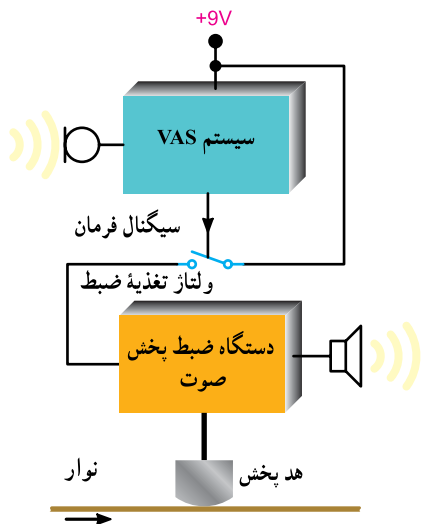 +9V
سیستم VAS
سیگنال فرمان
ولتاژ تغذیهٔ ضبط
دستگاه ضبط پخش
صوت
هد پخش
نوار